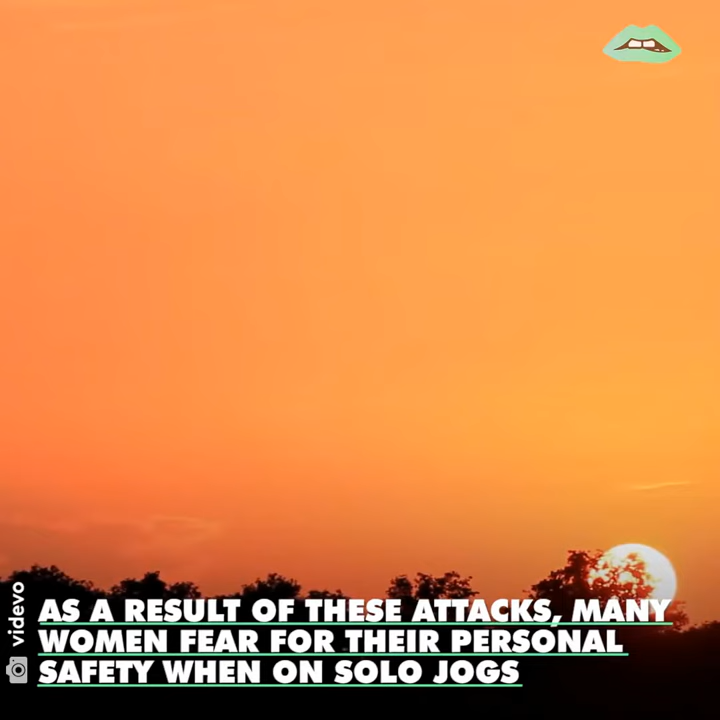 AS A RESULT OF THESE ATTACKS, MANY
WOMEN FEAR FOR THEIR PERSONAL
SAFETY WHEN ON SOLO JOGS
videvo